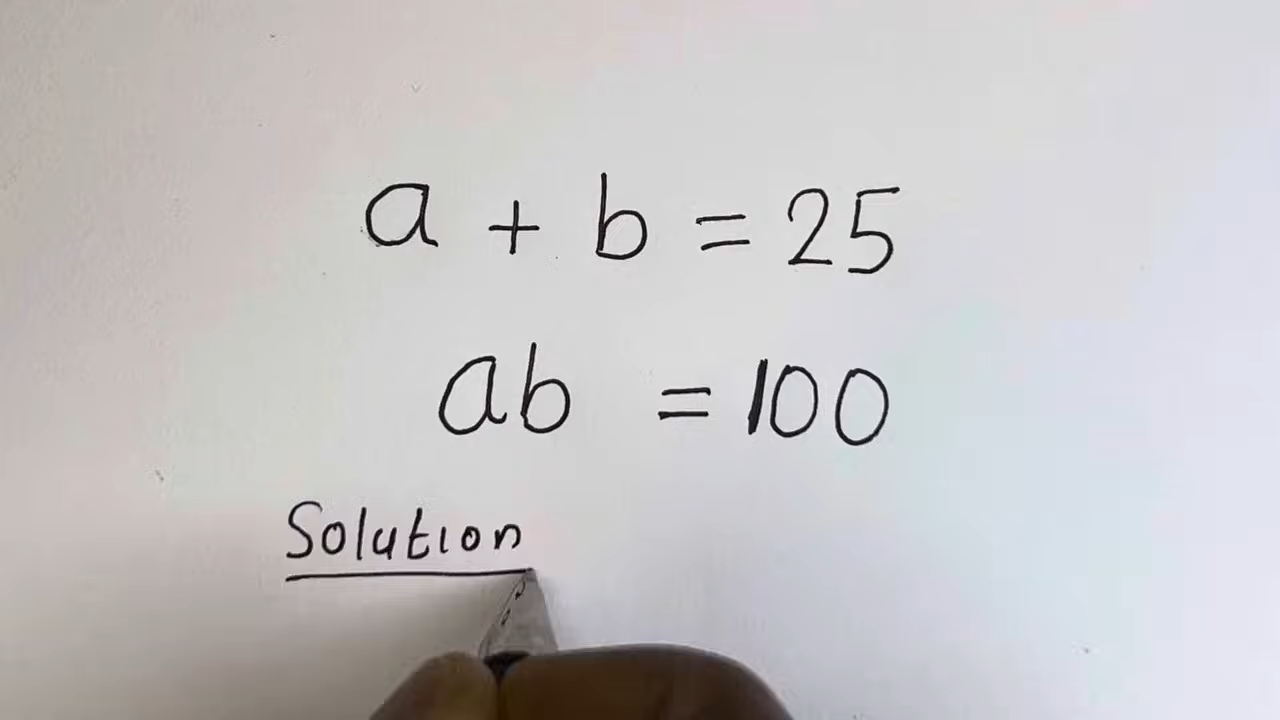 a + b = 25
ab = 100
Solution